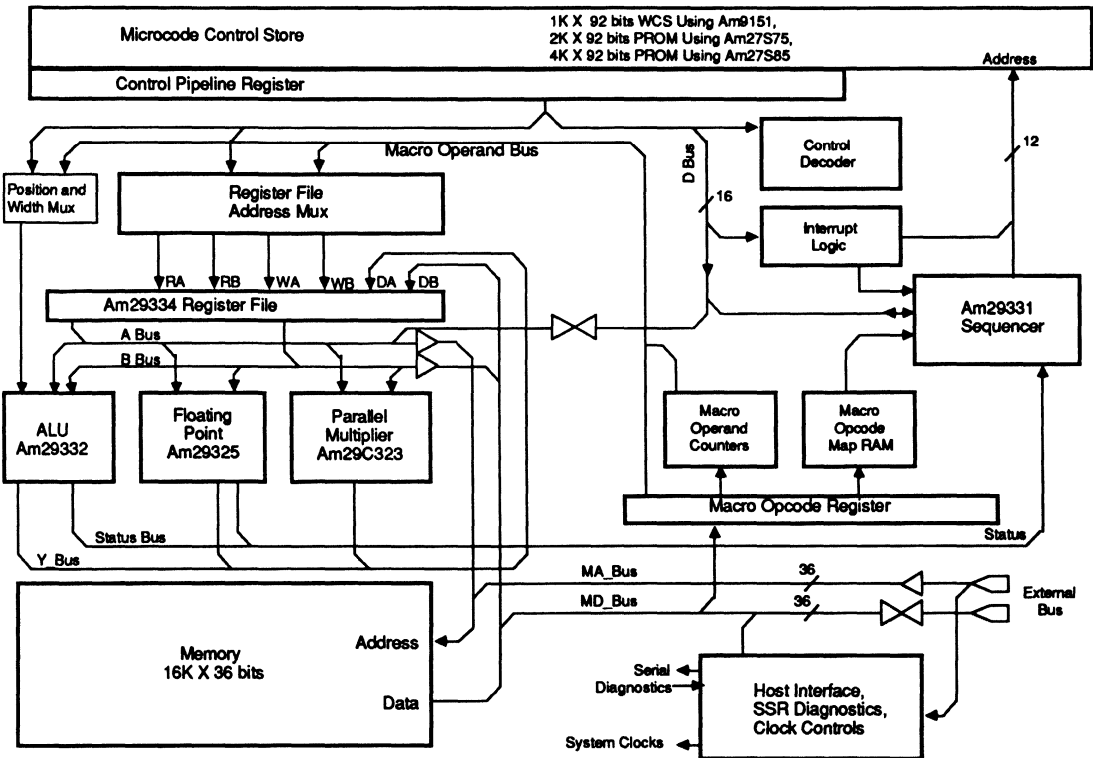 Microcode Control Store
1K X 92 bits WCS Using Am9151,
2K X 92 bits PROM Using Am27S75,
4K X 92 bits PROM Using Am27S85
Address
Control Pipeline Register
Macro Operand Bus
D Bus
16
12
Control
Decoder
Position and
Width Mux
Register File
Address Mux
Interrupt
Logic
RA
RB
WA
WB
DA
DB
Am29334 Register File
Am29331
Sequencer
A Bus
B Bus
ALU
Am29332
Floating
Point
Am29325
Parallel
Multiplier
Am29C323
Macro
Operand
Counters
Macro
Opcode
Map RAM
Macro Opcode Register
Status Bus
Status
Y_Bus
MA_Bus
36
MD_Bus
36
External
Bus
Memory
16K X 36 bits
Address
Data
Serial
Diagnostics
System Clocks
Host Interface,
SSR Diagnostics,
Clock Controls